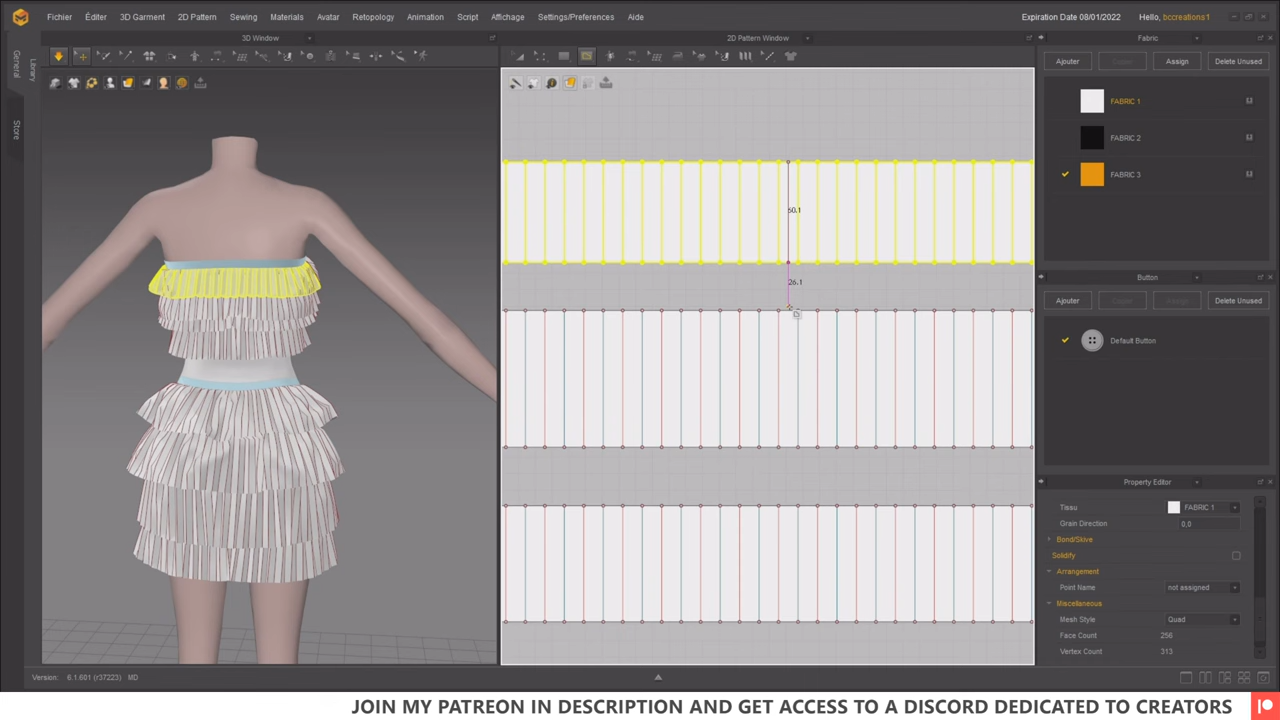 Fichier Éditer 3D Garment 2D Pattern Sewing Materials Avatar Retopology Animation Script Affichage Settings/Preferences Aide Expiration Date 08/01/2022 Hello, bccreations1
3D Window 2D Pattern Window Fabric
General
Library
Store
Ajouter Assign Delete Unused
FABRIC 1
FABRIC 2
FABRIC 3
60.1
26.1
Button
Ajouter Delete Unused
Default Button
Property Editor
Tissu FABRIC 1
Grain Direction 0,0
Bond/Skive
Solidify
Arrangement
Point Name not assigned
Miscellaneous
Mesh Style Quad
Face Count 256
Vertex Count 313
Version: 6.1.601 (r37223) MD
JOIN MY PATREON IN DESCRIPTION AND GET ACCESS TO A DISCORD DEDICATED TO CREATORS